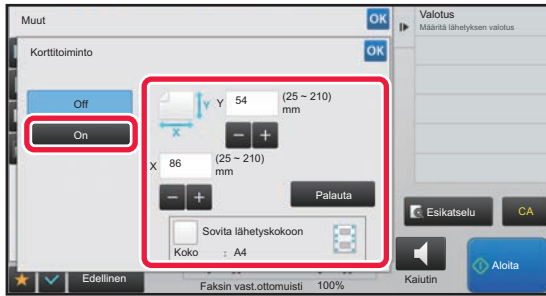 Muut
OK
Valotus
Määritä lähetyksen valotus
Korttitoiminto
OK
Off
On
Y
X
Y 54 (25 ~ 210)
mm
X 86 (25 ~ 210)
mm
Palauta
Sovita lähetyskokoon
Koko : A4
Esikatselu
CA
Edellinen
Faksin vast.ottomuisti 100%
Kaiutin
Aloita